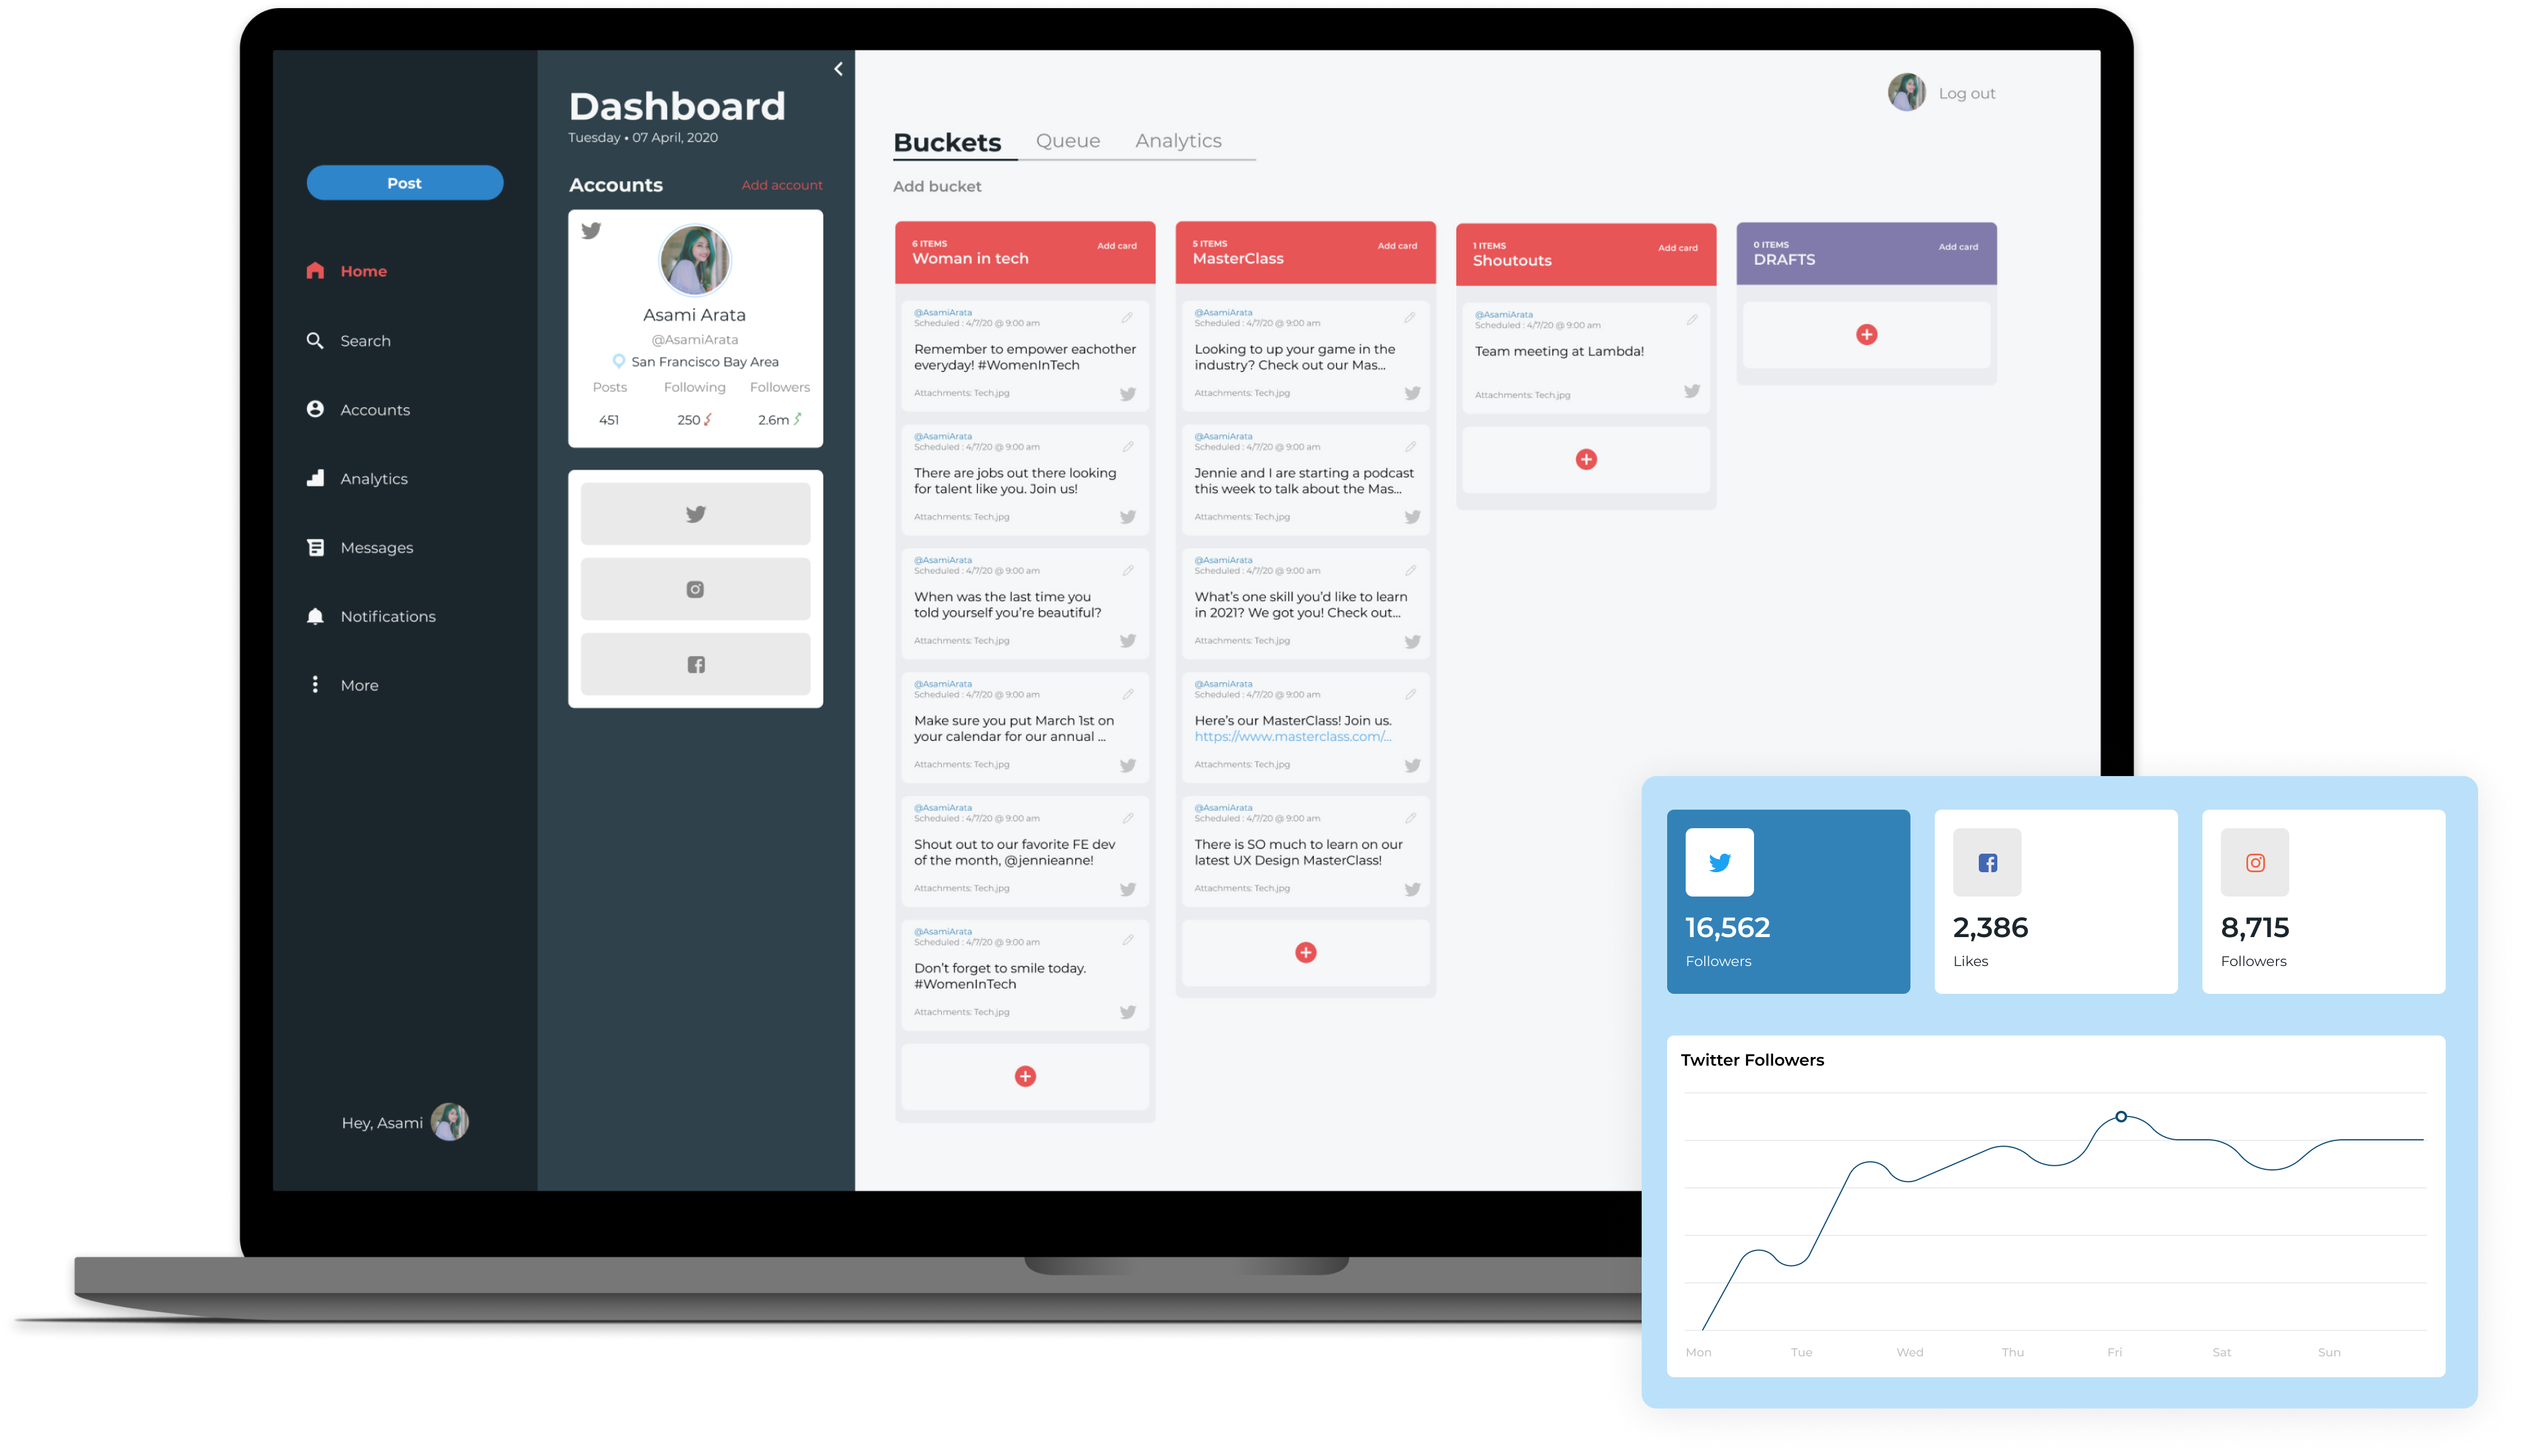 Post
Home
Search
Accounts
Analytics
Messages
Notifications
More
Hey, Asami
Dashboard
Tuesday • 07 April, 2020
Accounts
Add account
Asami Arata
@AsamiArata
San Francisco Bay Area
Posts Following Followers
451 250 2.6m
Log out
Buckets Queue Analytics
Add bucket
6 ITEMS
Woman in tech
Add card
@AsamiArata
Scheduled : 4/7/20 @ 9:00 am
Remember to empower eachother
everyday! #WomenInTech
Attachments: Tech.jpg
@AsamiArata
Scheduled : 4/7/20 @ 9:00 am
There are jobs out there looking
for talent like you. Join us!
Attachments: Tech.jpg
@AsamiArata
Scheduled : 4/7/20 @ 9:00 am
When was the last time you
told yourself you’re beautiful?
Attachments: Tech.jpg
@AsamiArata
Scheduled : 4/7/20 @ 9:00 am
Make sure you put March 1st on
your calendar for our annual ...
Attachments: Tech.jpg
@AsamiArata
Scheduled : 4/7/20 @ 9:00 am
Shout out to our favorite FE dev
of the month, @jennieanne!
Attachments: Tech.jpg
@AsamiArata
Scheduled : 4/7/20 @ 9:00 am
Don’t forget to smile today.
#WomenInTech
Attachments: Tech.jpg
5 ITEMS
MasterClass
Add card
@AsamiArata
Scheduled : 4/7/20 @ 9:00 am
Looking to up your game in the
industry? Check out our Mas...
Attachments: Tech.jpg
@AsamiArata
Scheduled : 4/7/20 @ 9:00 am
Jennie and I are starting a podcast
this week to talk about the Mas...
Attachments: Tech.jpg
@AsamiArata
Scheduled : 4/7/20 @ 9:00 am
What’s one skill you’d like to learn
in 2021? We got you! Check out...
Attachments: Tech.jpg
@AsamiArata
Scheduled : 4/7/20 @ 9:00 am
Here’s our MasterClass! Join us.
https://www.masterclass.com/...
Attachments: Tech.jpg
@AsamiArata
Scheduled : 4/7/20 @ 9:00 am
There is SO much to learn on our
latest UX Design MasterClass!
Attachments: Tech.jpg
1 ITEMS
Shoutouts
Add card
@AsamiArata
Scheduled : 4/7/20 @ 9:00 am
Team meeting at Lambda!
Attachments: Tech.jpg
0 ITEMS
DRAFTS
Add card
16,562
Followers
2,386
Likes
8,715
Followers
Twitter Followers
Mon Tue Wed Thu Fri Sat Sun